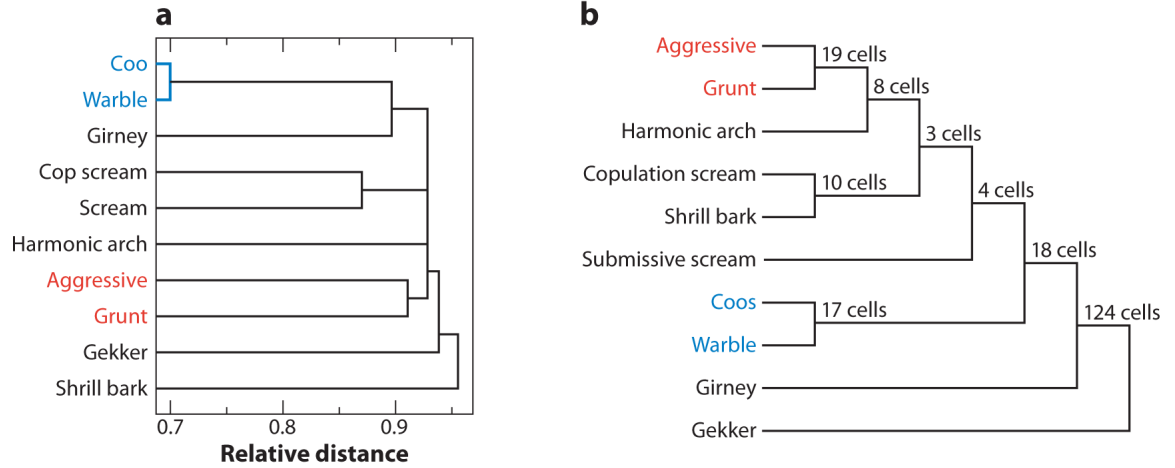 a
Coo
Warble
Girney
Cop scream
Scream
Harmonic arch
Aggressive
Grunt
Gekker
Shrill bark
0.7 0.8 0.9
Relative distance
b
Aggressive
19 cells
Grunt
8 cells
Harmonic arch
3 cells
Copulation scream
10 cells
4 cells
Shrill bark
Submissive scream
18 cells
Coos
17 cells
124 cells
Warble
Girney
Gekker